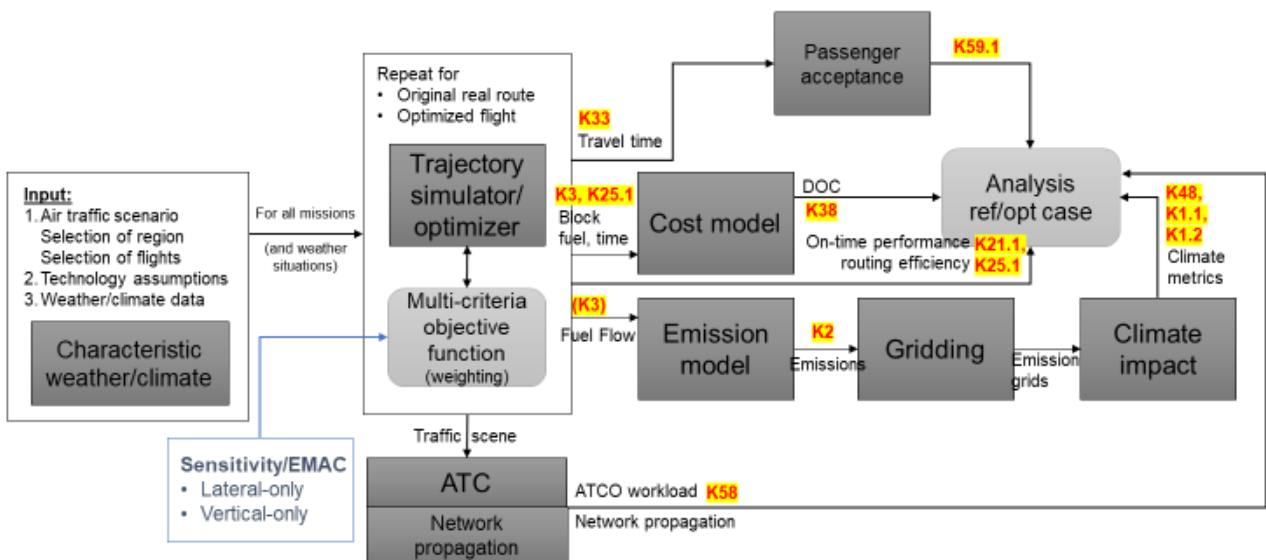 Input:
1. Air traffic scenario
Selection of region
Selection of flights
2. Technology assumptions
3. Weather/climate data
Characteristic
weather/climate
For all missions
(and weather
situations)
Sensitivity/EMAC
• Lateral-only
• Vertical-only
Repeat for
• Original real route
• Optimized flight
Trajectory
simulator/
optimizer
Multi-criteria
objective
function
(weighting)
K33
Travel time
K3, K25.1
Block
fuel, time
(K3)
Fuel Flow
Traffic scene
ATC
Network
propagation
ATCO workload K58
Network propagation
Passenger
acceptance
K59.1
Cost model
DOC
K38
On-time performance K21.1,
routing efficiency K25.1
Analysis
ref/opt case
K48,
K1.1,
K1.2
Climate
metrics
Emission
model
K2
Emissions
Gridding
Emission
grids
Climate
impact